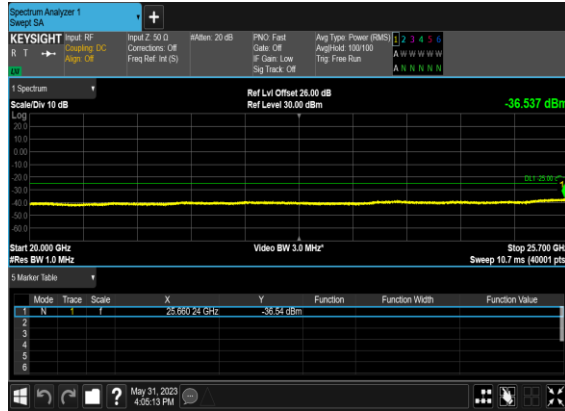 Spectrum Analyzer 1
Swept SA
+
KEYSIGHT Input: RF Input Z: 50 Ω #Atten: 20 dB PNO: Fast Avg Type: Power (RMS) 1 2 3 4 5 6
R T Coupling: DC Corrections: Off Gate: Off Avg|Hold: 100/100 A W W W W W
Align: Off Freq Ref: Int (S) IF Gain: Low Trig: Free Run
Sig Track: Off A N N N N N
1 Spectrum
Ref Lvl Offset 26.00 dB
Scale/Div 10 dB Ref Level 30.00 dBm -36.537 dBm
Log
20.0
10.0
0.00
-10.0
-20.0
DL1 -25.00
-30.0
-40.0
-50.0
-60.0
Start 20.000 GHz Video BW 3.0 MHz* Stop 25.700 GH
#Res BW 1.0 MHz Sweep 10.7 ms (40001 pts
5 Marker Table
Mode Trace Scale X Y Function Function Width Function Value
1 N 1 f 25.660 24 GHz -36.54 dBm
2
3
4
5
6
? May 31, 2023
4:05:13 PM